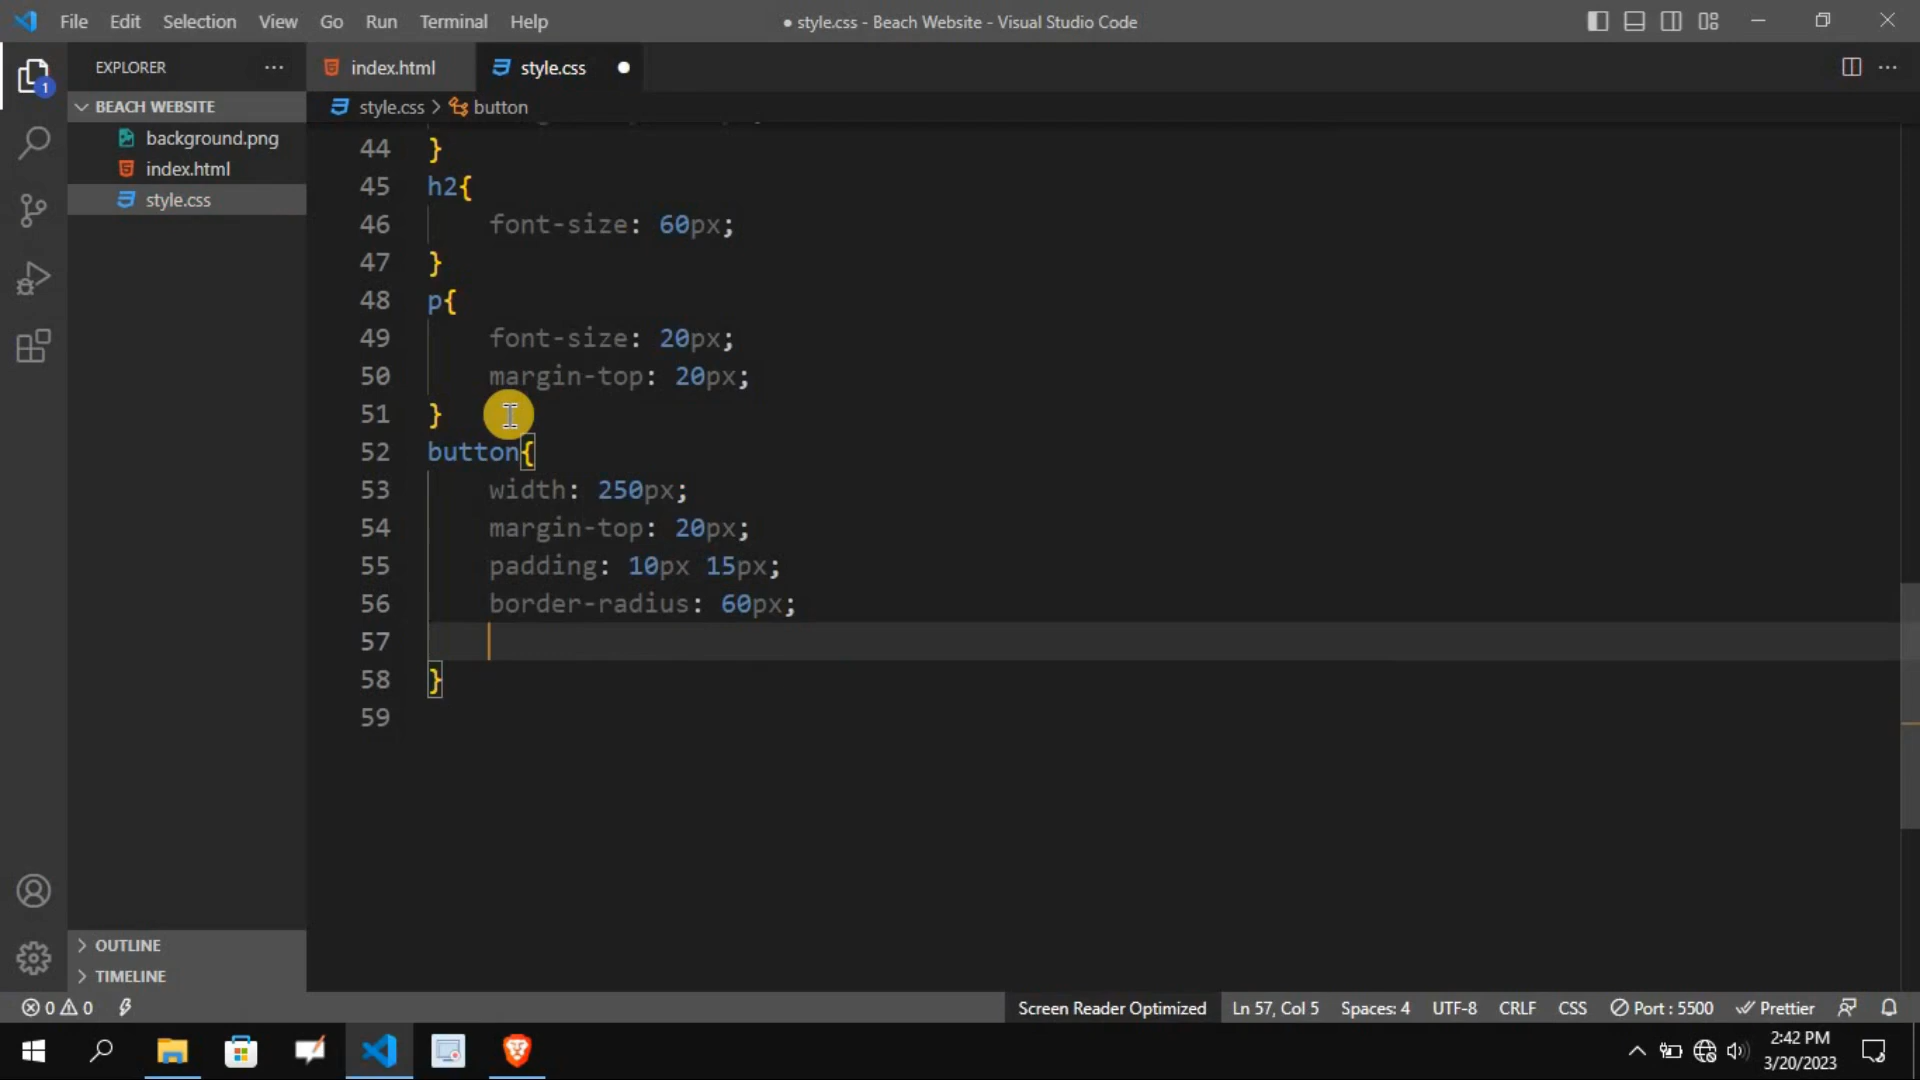 File Edit Selection View Go Run Terminal Help
● style.css - Beach Website - Visual Studio Code
EXPLORER
index.html
style.css
BEACH WEBSITE
background.png
index.html
style.css
1
style.css > button
44 }
45 h2{
46 font-size: 60px;
47 }
48 p{
49 font-size: 20px;
50 margin-top: 20px;
51 }
52 button{
53 width: 250px;
54 margin-top: 20px;
55 padding: 10px 15px;
56 border-radius: 60px;
57
58 }
59
OUTLINE
TIMELINE
0 0
Screen Reader Optimized Ln 57, Col 5 Spaces: 4 UTF-8 CRLF CSS Port : 5500 Prettier
2:42 PM
3/20/2023